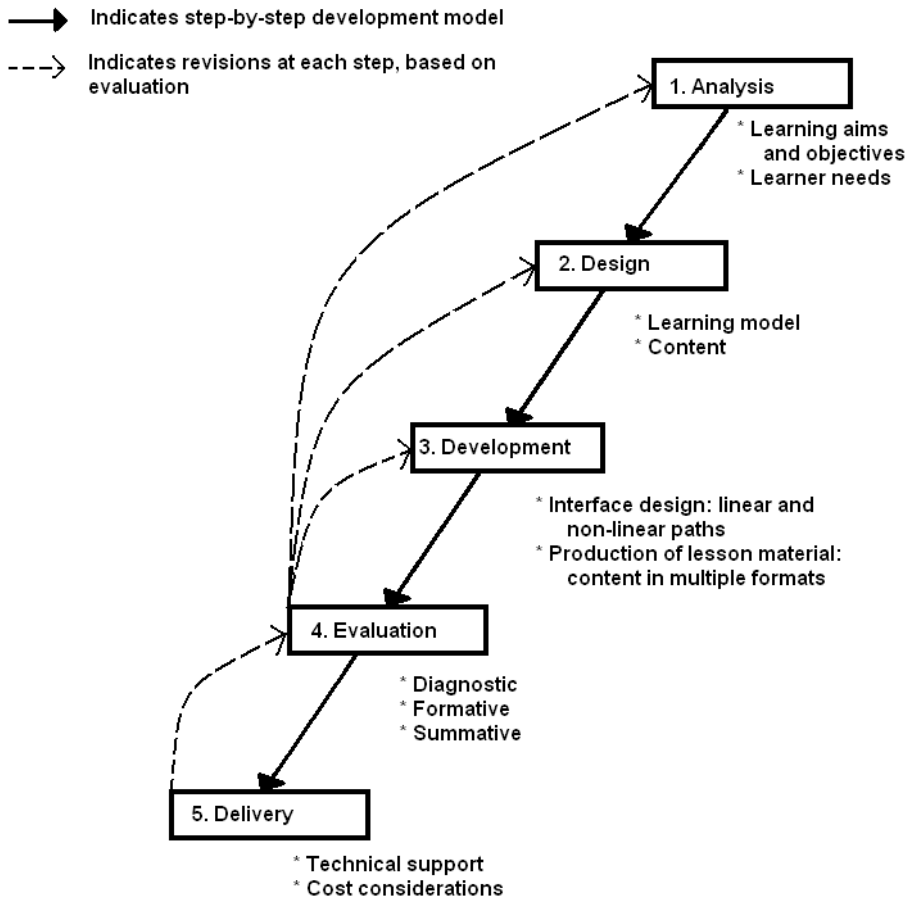 Indicates step-by-step development model
Indicates revisions at each step, based on
evaluation
1. Analysis
* Learning aims
and objectives
* Learner needs
2. Design
* Learning model
* Content
3. Development
* Interface design: linear and
non-linear paths
* Production of lesson material:
content in multiple formats
4. Evaluation
* Diagnostic
* Formative
* Summative
5. Delivery
* Technical support
* Cost considerations